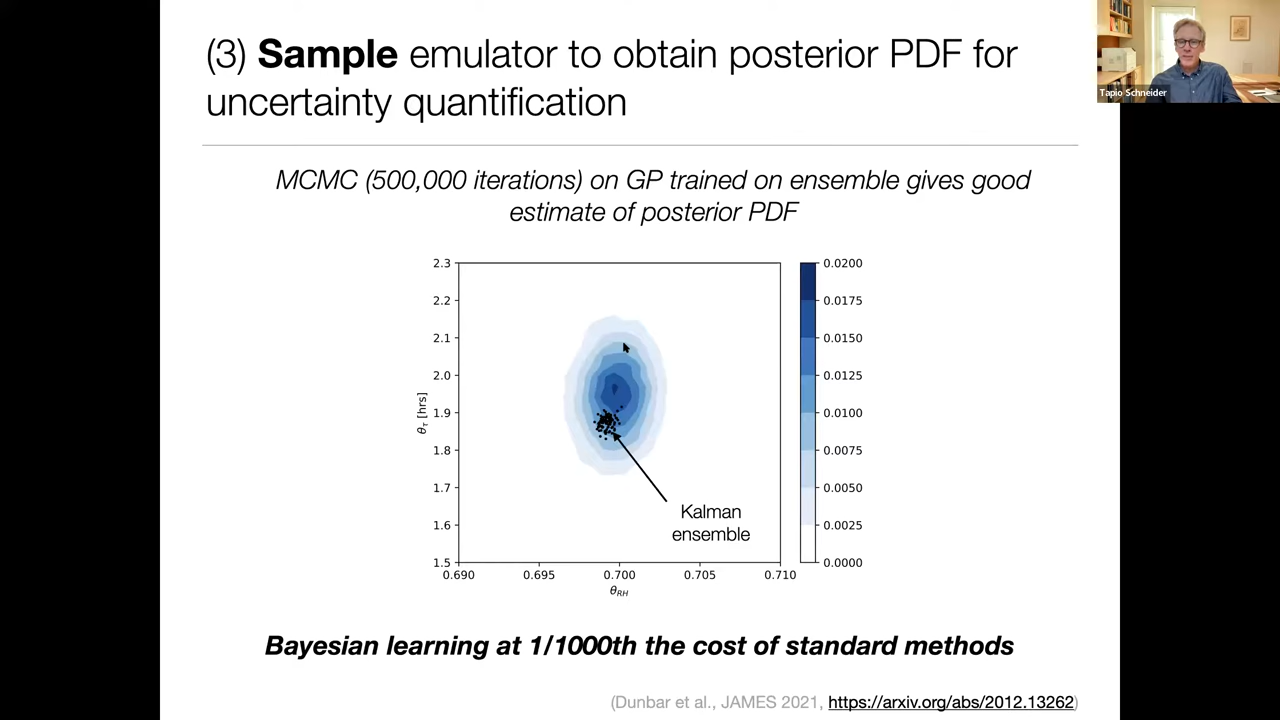 (3) Sample emulator to obtain posterior PDF for
uncertainty quantification
Tapio Schneider
MCMC (500,000 iterations) on GP trained on ensemble gives good
estimate of posterior PDF
2.3
2.2
2.1
2.0
1.9
1.8
1.7
1.6
1.5
θτ [hrs]
0.690
0.695
0.700
0.705
0.710
θRH
Kalman
ensemble
0.0200
0.0175
0.0150
0.0125
0.0100
0.0075
0.0050
0.0025
0.0000
Bayesian learning at 1/1000th the cost of standard methods
(Dunbar et al., JAMES 2021, https://arxiv.org/abs/2012.13262)